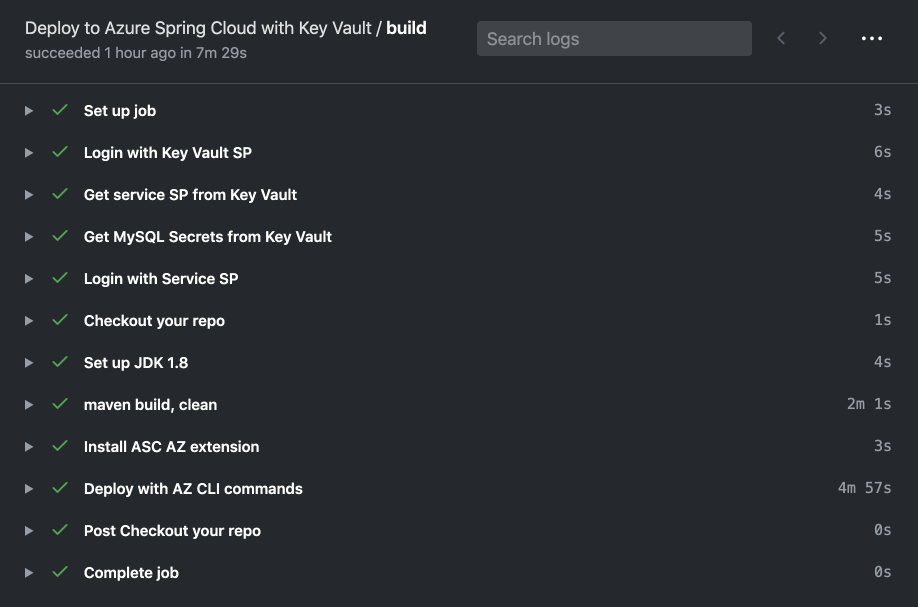 Deploy to Azure Spring Cloud with Key Vault / build
succeeded 1 hour ago in 7m 29s
Search logs
Set up job 3s
Login with Key Vault SP 6s
Get service SP from Key Vault 4s
Get MySQL Secrets from Key Vault 5s
Login with Service SP 5s
Checkout your repo 1s
Set up JDK 1.8 4s
maven build, clean 2m 1s
Install ASC AZ extension 3s
Deploy with AZ CLI commands 4m 57s
Post Checkout your repo 0s
Complete job 0s